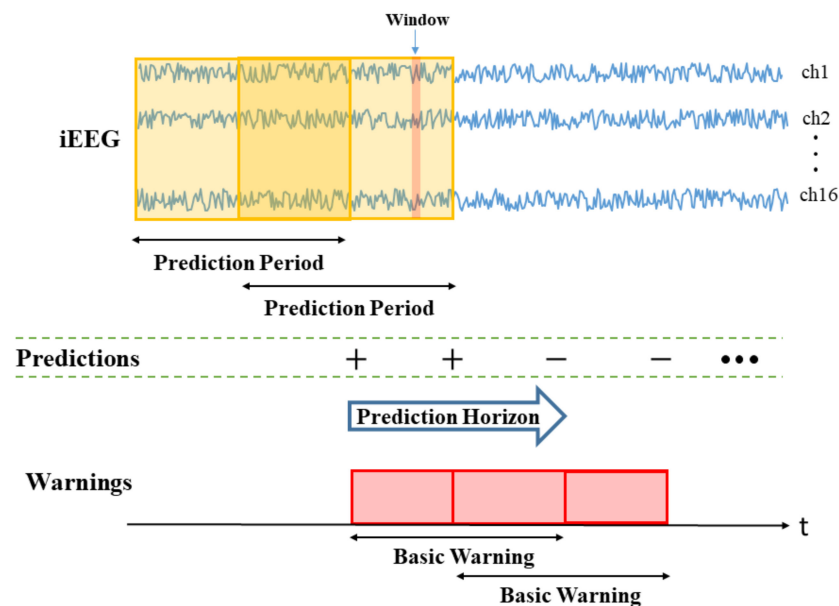 Window
ch1
ch2
iEEG
ch16
Prediction Period
Prediction Period
Predictions + + − − •••
Prediction Horizon
Warnings
t
Basic Warning
Basic Warning